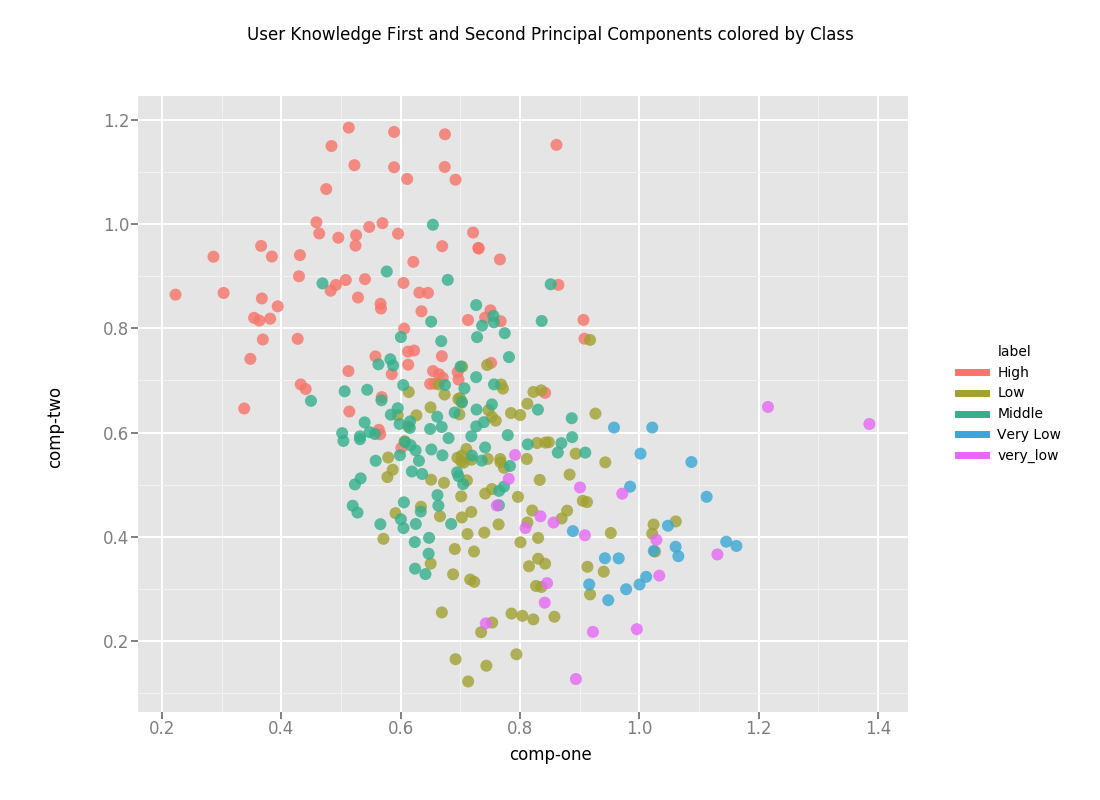 User Knowledge First and Second Principal Components colored by Class
1.2
1.0
0.8
0.6
0.4
0.2
comp-two
0.2 0.4 0.6 0.8 1.0 1.2 1.4
comp-one
label
High
Low
Middle
Very Low
very_low